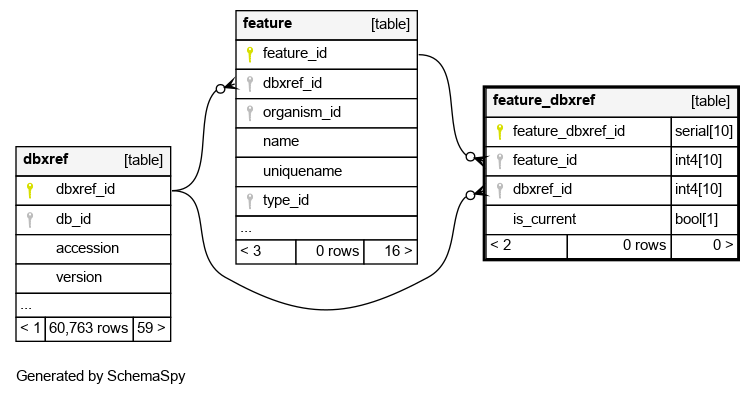 feature [table]
feature_id
dbxref_id
organism_id
name
uniquename
type_id
...
< 3 0 rows 16 >
feature_dbxref [table]
feature_dbxref_id serial[10]
feature_id int4[10]
dbxref_id int4[10]
is_current bool[1]
< 2 0 rows 0 >
dbxref [table]
dbxref_id
db_id
accession
version
...
< 1 60,763 rows 59 >
Generated by SchemaSpy